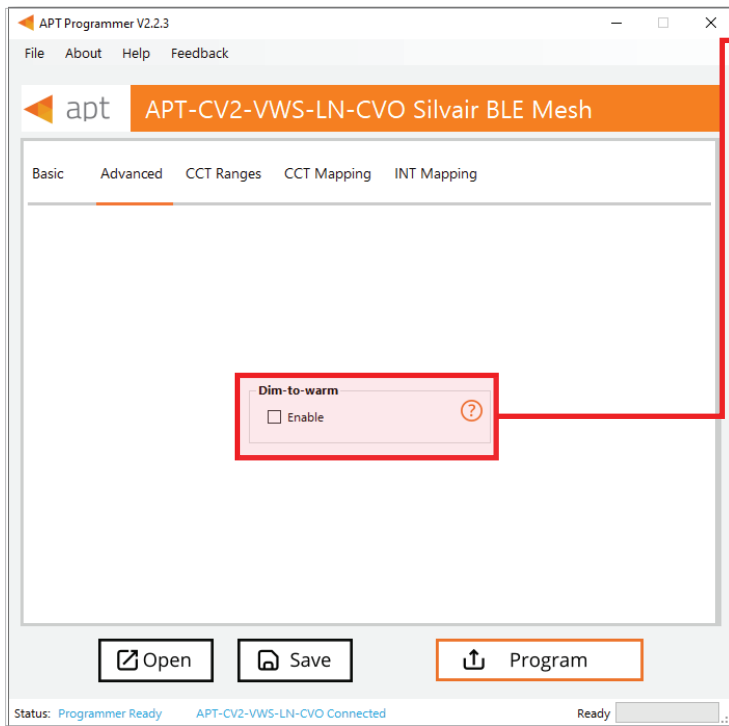 APT Programmer V2.2.3
File About Help Feedback
apt APT-CV2-VWS-LN-CVO Silvair BLE Mesh
Basic Advanced CCT Ranges CCT Mapping INT Mapping
Dim-to-warm
Enable ?
Open Save Program
Status: Programmer Ready APT-CV2-VWS-LN-CVO Connected Ready